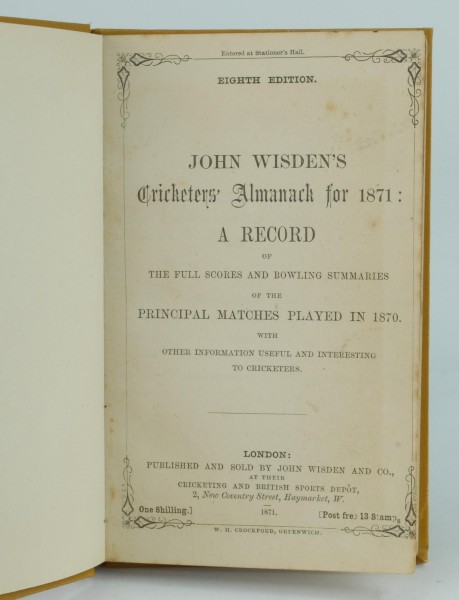 Entered at Stationer's Hall.
EIGHTH EDITION.
JOHN WISDEN'S
Cricketers' Almanack for 1871:
A RECORD
OF
THE FULL SCORES AND BOWLING SUMMARIES
OF THE
PRINCIPAL MATCHES PLAYED IN 1870.
WITH
OTHER INFORMATION USEFUL AND INTERESTING
TO CRICKETERS.
LONDON:
PUBLISHED AND SOLD BY JOHN WISDEN AND CO.,
AT THEIR
CRICKETING AND BRITISH SPORTS DEPÔT,
2, New Coventry Street, Haymarket, W.
One Shilling.] 1871. [Post free 13 Stamps
W. H. CROCKFORD, GREENWICH.